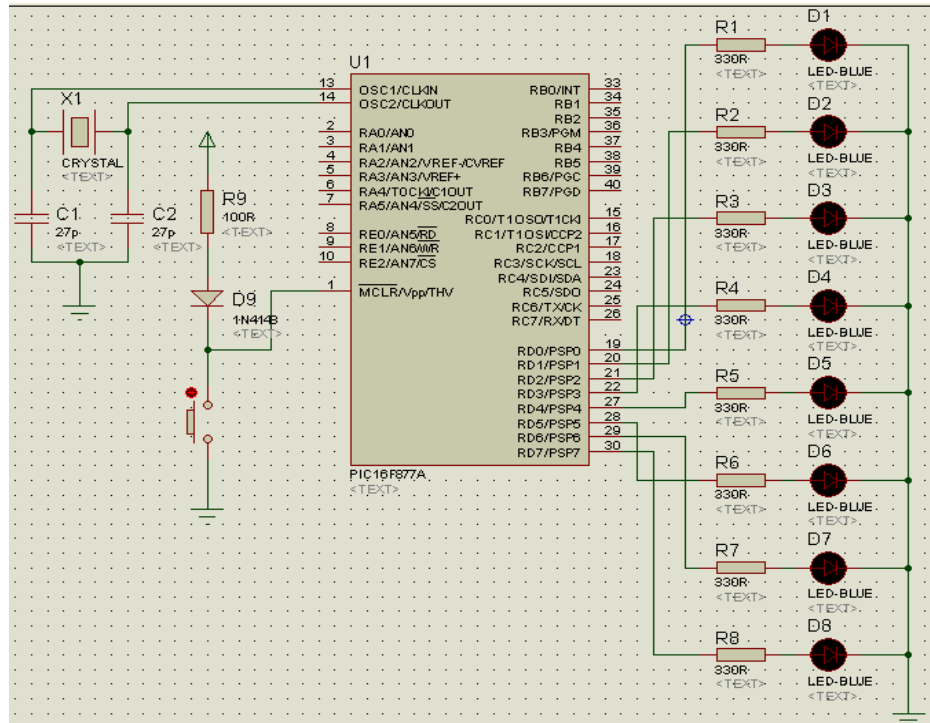 X1
CRYSTAL
<TEXT>
C1
27p
<TEXT>
C2
27p
<TEXT>
R9
100R
<TEXT>
D9
1N4148
<TEXT>
U1
13 OSC1/CLKIN
14 OSC2/CLKOUT
2 RA0/AN0
3 RA1/AN1
4 RA2/AN2/VREF-/CVREF
5 RA3/AN3/VREF+
6 RA4/T0CKI/C1OUT
7 RA5/AN4/SS/C2OUT
8 RE0/AN5/RD
9 RE1/AN6/WR
10 RE2/AN7/CS
1 MCLR/Vpp/THV
RB0/INT 33
RB1 34
RB2 35
RB3/PGM 36
RB4 37
RB5 38
RB6/PGC 39
RB7/PGD 40
RC0/T1OSO/T1CKI 15
RC1/T1OSI/CCP2 16
RC2/CCP1 17
RC3/SCK/SCL 18
RC4/SDI/SDA 23
RC5/SDO 24
RC6/TX/CK 25
RC7/RX/DT 26
RD0/PSP0 19
RD1/PSP1 20
RD2/PSP2 21
RD3/PSP3 22
RD4/PSP4 27
RD5/PSP5 28
RD6/PSP6 29
RD7/PSP7 30
PIC16F877A
<TEXT>
R1
330R
<TEXT>
D1
LED-BLUE
<TEXT>
R2
330R
<TEXT>
D2
LED-BLUE
<TEXT>
R3
330R
<TEXT>
D3
LED-BLUE
<TEXT>
R4
330R
<TEXT>
D4
LED-BLUE
<TEXT>
R5
330R
<TEXT>
D5
LED-BLUE
<TEXT>
R6
330R
<TEXT>
D6
LED-BLUE
<TEXT>
R7
330R
<TEXT>
D7
LED-BLUE
<TEXT>
R8
330R
<TEXT>
D8
LED-BLUE
<TEXT>